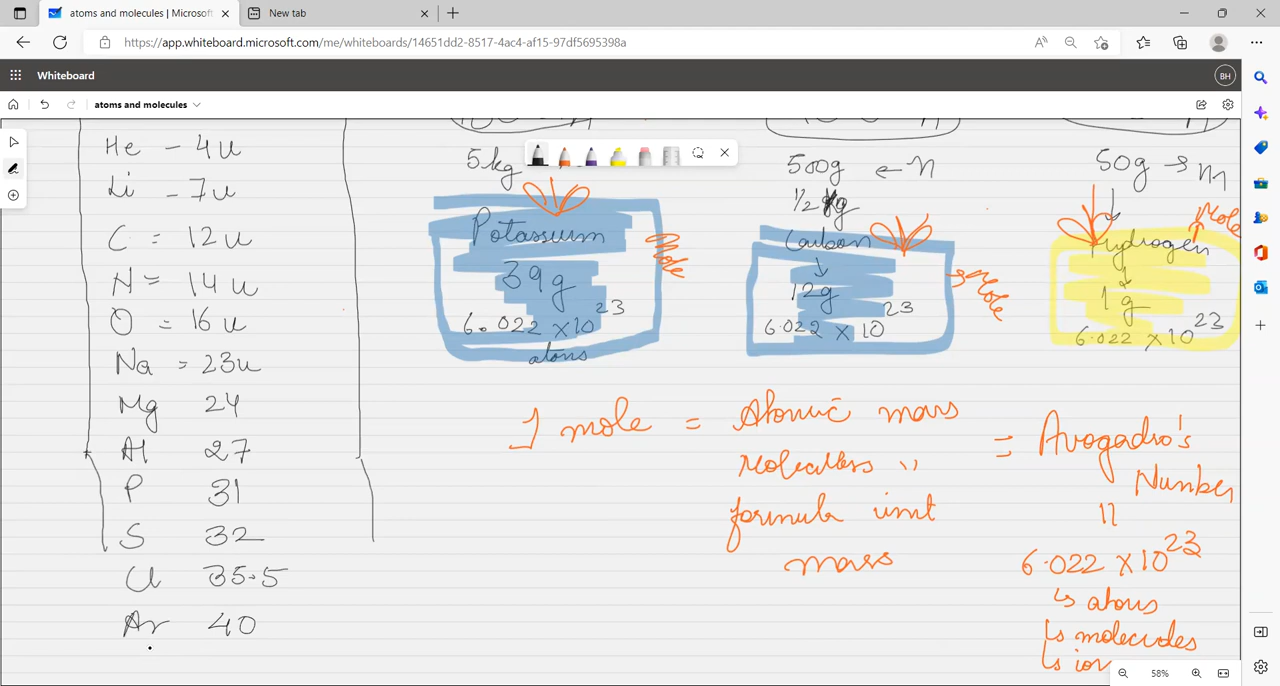 atoms and molecules | Microsof
New tab
https://app.whiteboard.microsoft.com/me/whiteboards/14651dd2-8517-4ac4-af15-97df5695398a
Whiteboard
BH
atoms and molecules
He - 4u
Li - 7u
C = 12u
N = 14u
O = 16u
Na = 23u
Mg 24
Al 27
P 31
S 32
Cl 35.5
Ar 40
5kg
Potassium
39g
6.022 x 10^23
atoms
Mole
500g ← n
1/2 kg
Carbon
12g
6.022 x 10^23
→ Mole
50g → n
Mole
Hydrogen
1g
6.022 x 10^23
1 mole = Atomic mass = Avogadro's
Molecular " Number
formula unit
mass
6.022 x 10^23
↳ atoms
↳ molecules
↳ ion
58%